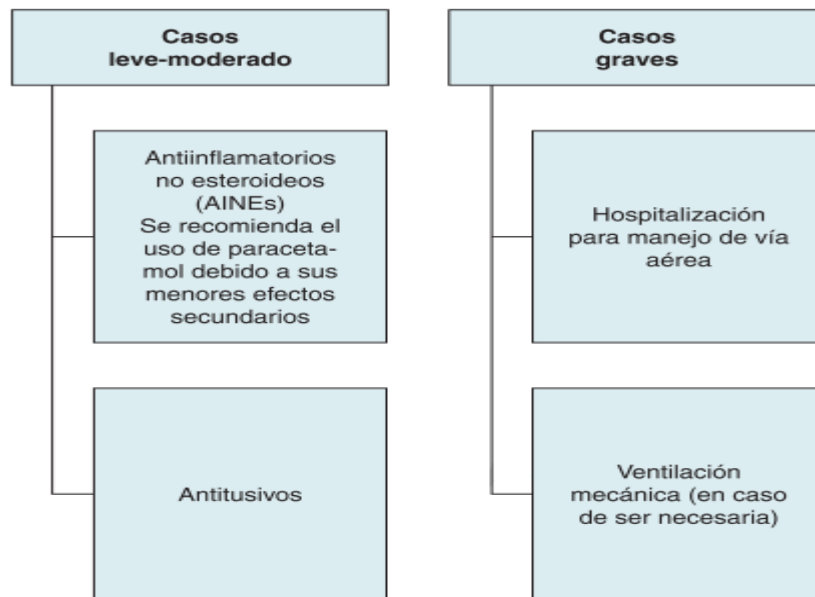 Casos
leve-moderado
Antiinflamatorios
no esteroideos
(AINEs)
Se recomienda el
uso de paraceta-
mol debido a sus
menores efectos
secundarios
Antitusivos
Casos
graves
Hospitalización
para manejo de vía
aérea
Ventilación
mecánica (en caso
de ser necesaria)